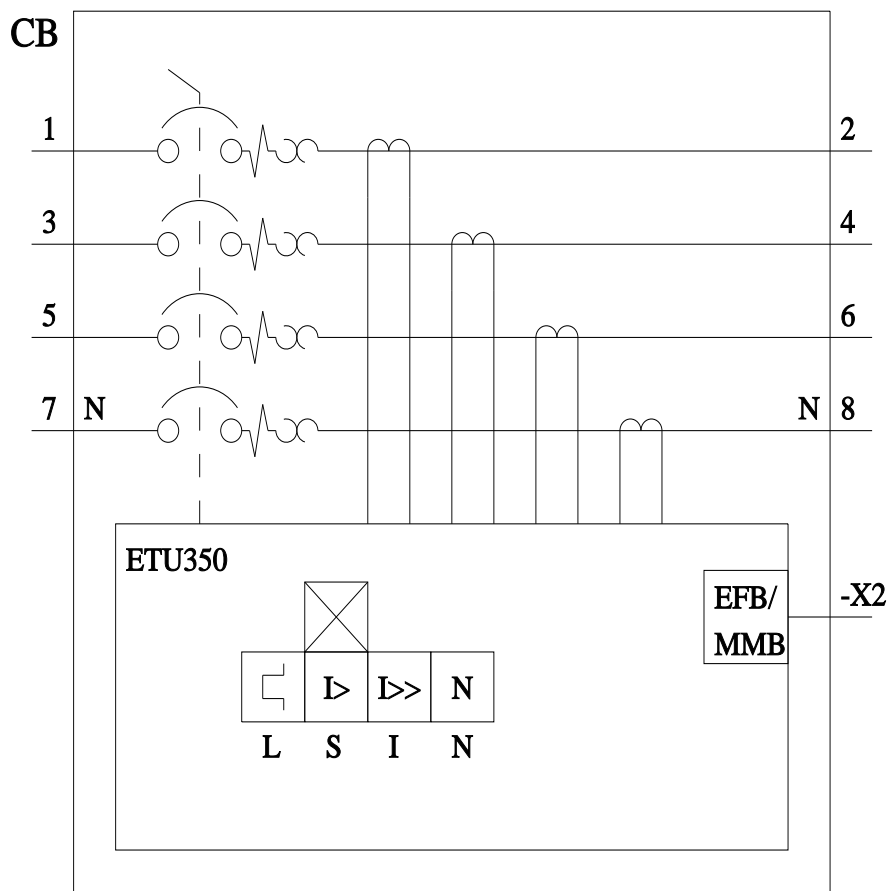 CB
1 2
3 4
5 6
7 N N 8
ETU350
EFB/
MMB
-X2
I> I>> N
L S I N